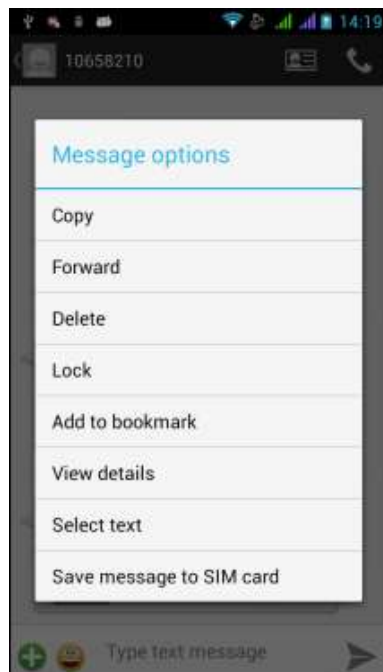 14:19
10658210
Message options
Copy
Forward
Delete
Lock
Add to bookmark
View details
Select text
Save message to SIM card
Type text message